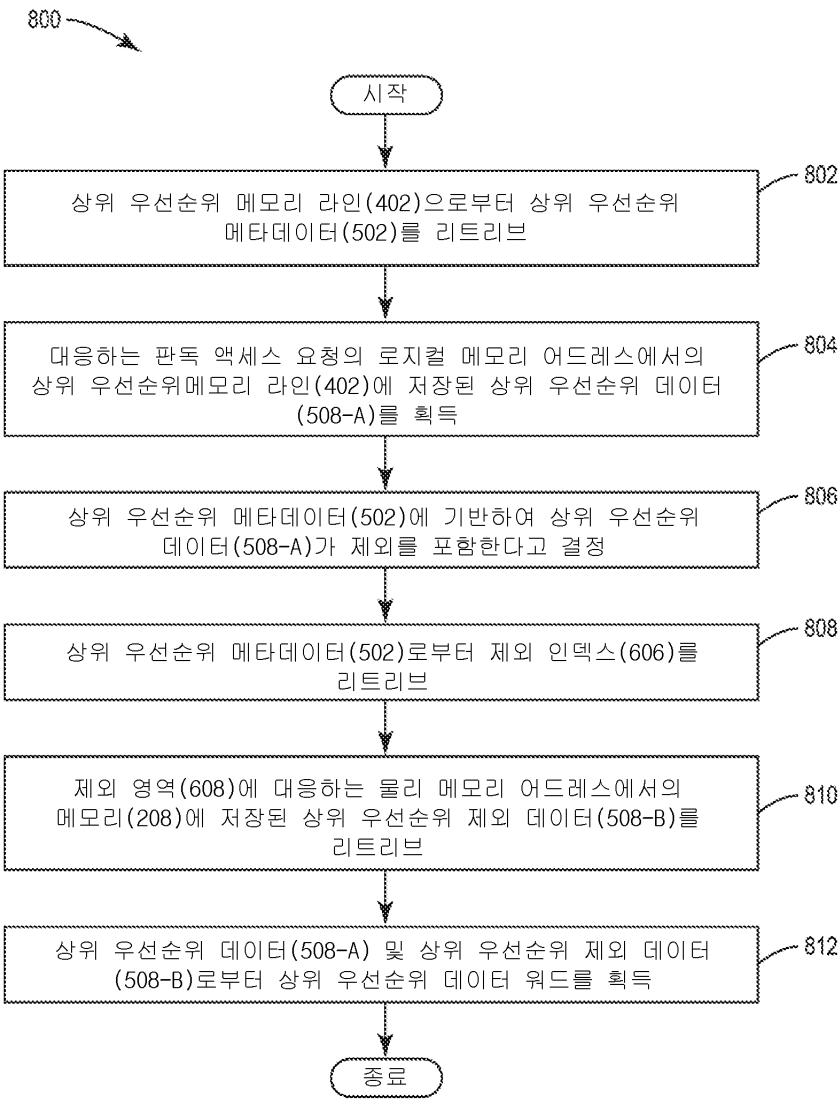 800
시작
802
상위 우선순위 메모리 라인(402)으로부터 상위 우선순위
메타데이터(502)를 리트리브
804
대응하는 판독 액세스 요청의 로지컬 메모리 어드레스에서의
상위 우선순위메모리 라인(402)에 저장된 상위 우선순위 데이터
(508-A)를 획득
806
상위 우선순위 메타데이터(502)에 기반하여 상위 우선순위
데이터(508-A)가 제외를 포함한다고 결정
808
상위 우선순위 메타데이터(502)로부터 제외 인덱스(606)를
리트리브
810
제외 영역(608)에 대응하는 물리 메모리 어드레스에서의
메모리(208)에 저장된 상위 우선순위 제외 데이터(508-B)를
리트리브
812
상위 우선순위 데이터(508-A) 및 상위 우선순위 제외 데이터
(508-B)로부터 상위 우선순위 데이터 워드를 획득
종료